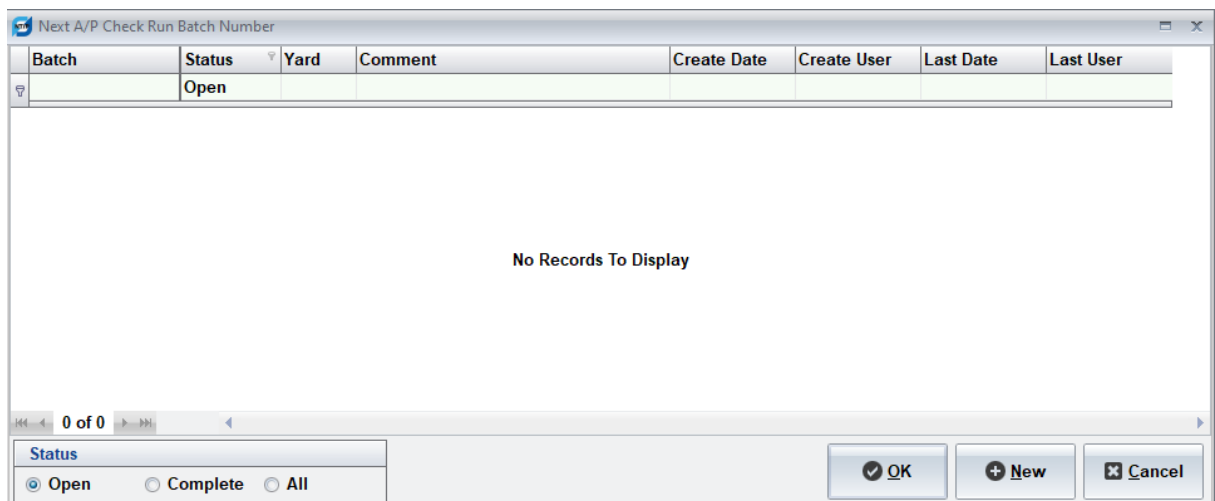 Next A/P Check Run Batch Number
Batch Status Yard Comment Create Date Create User Last Date Last User
Open
No Records To Display
0 of 0
Status
Open Complete All
OK New Cancel